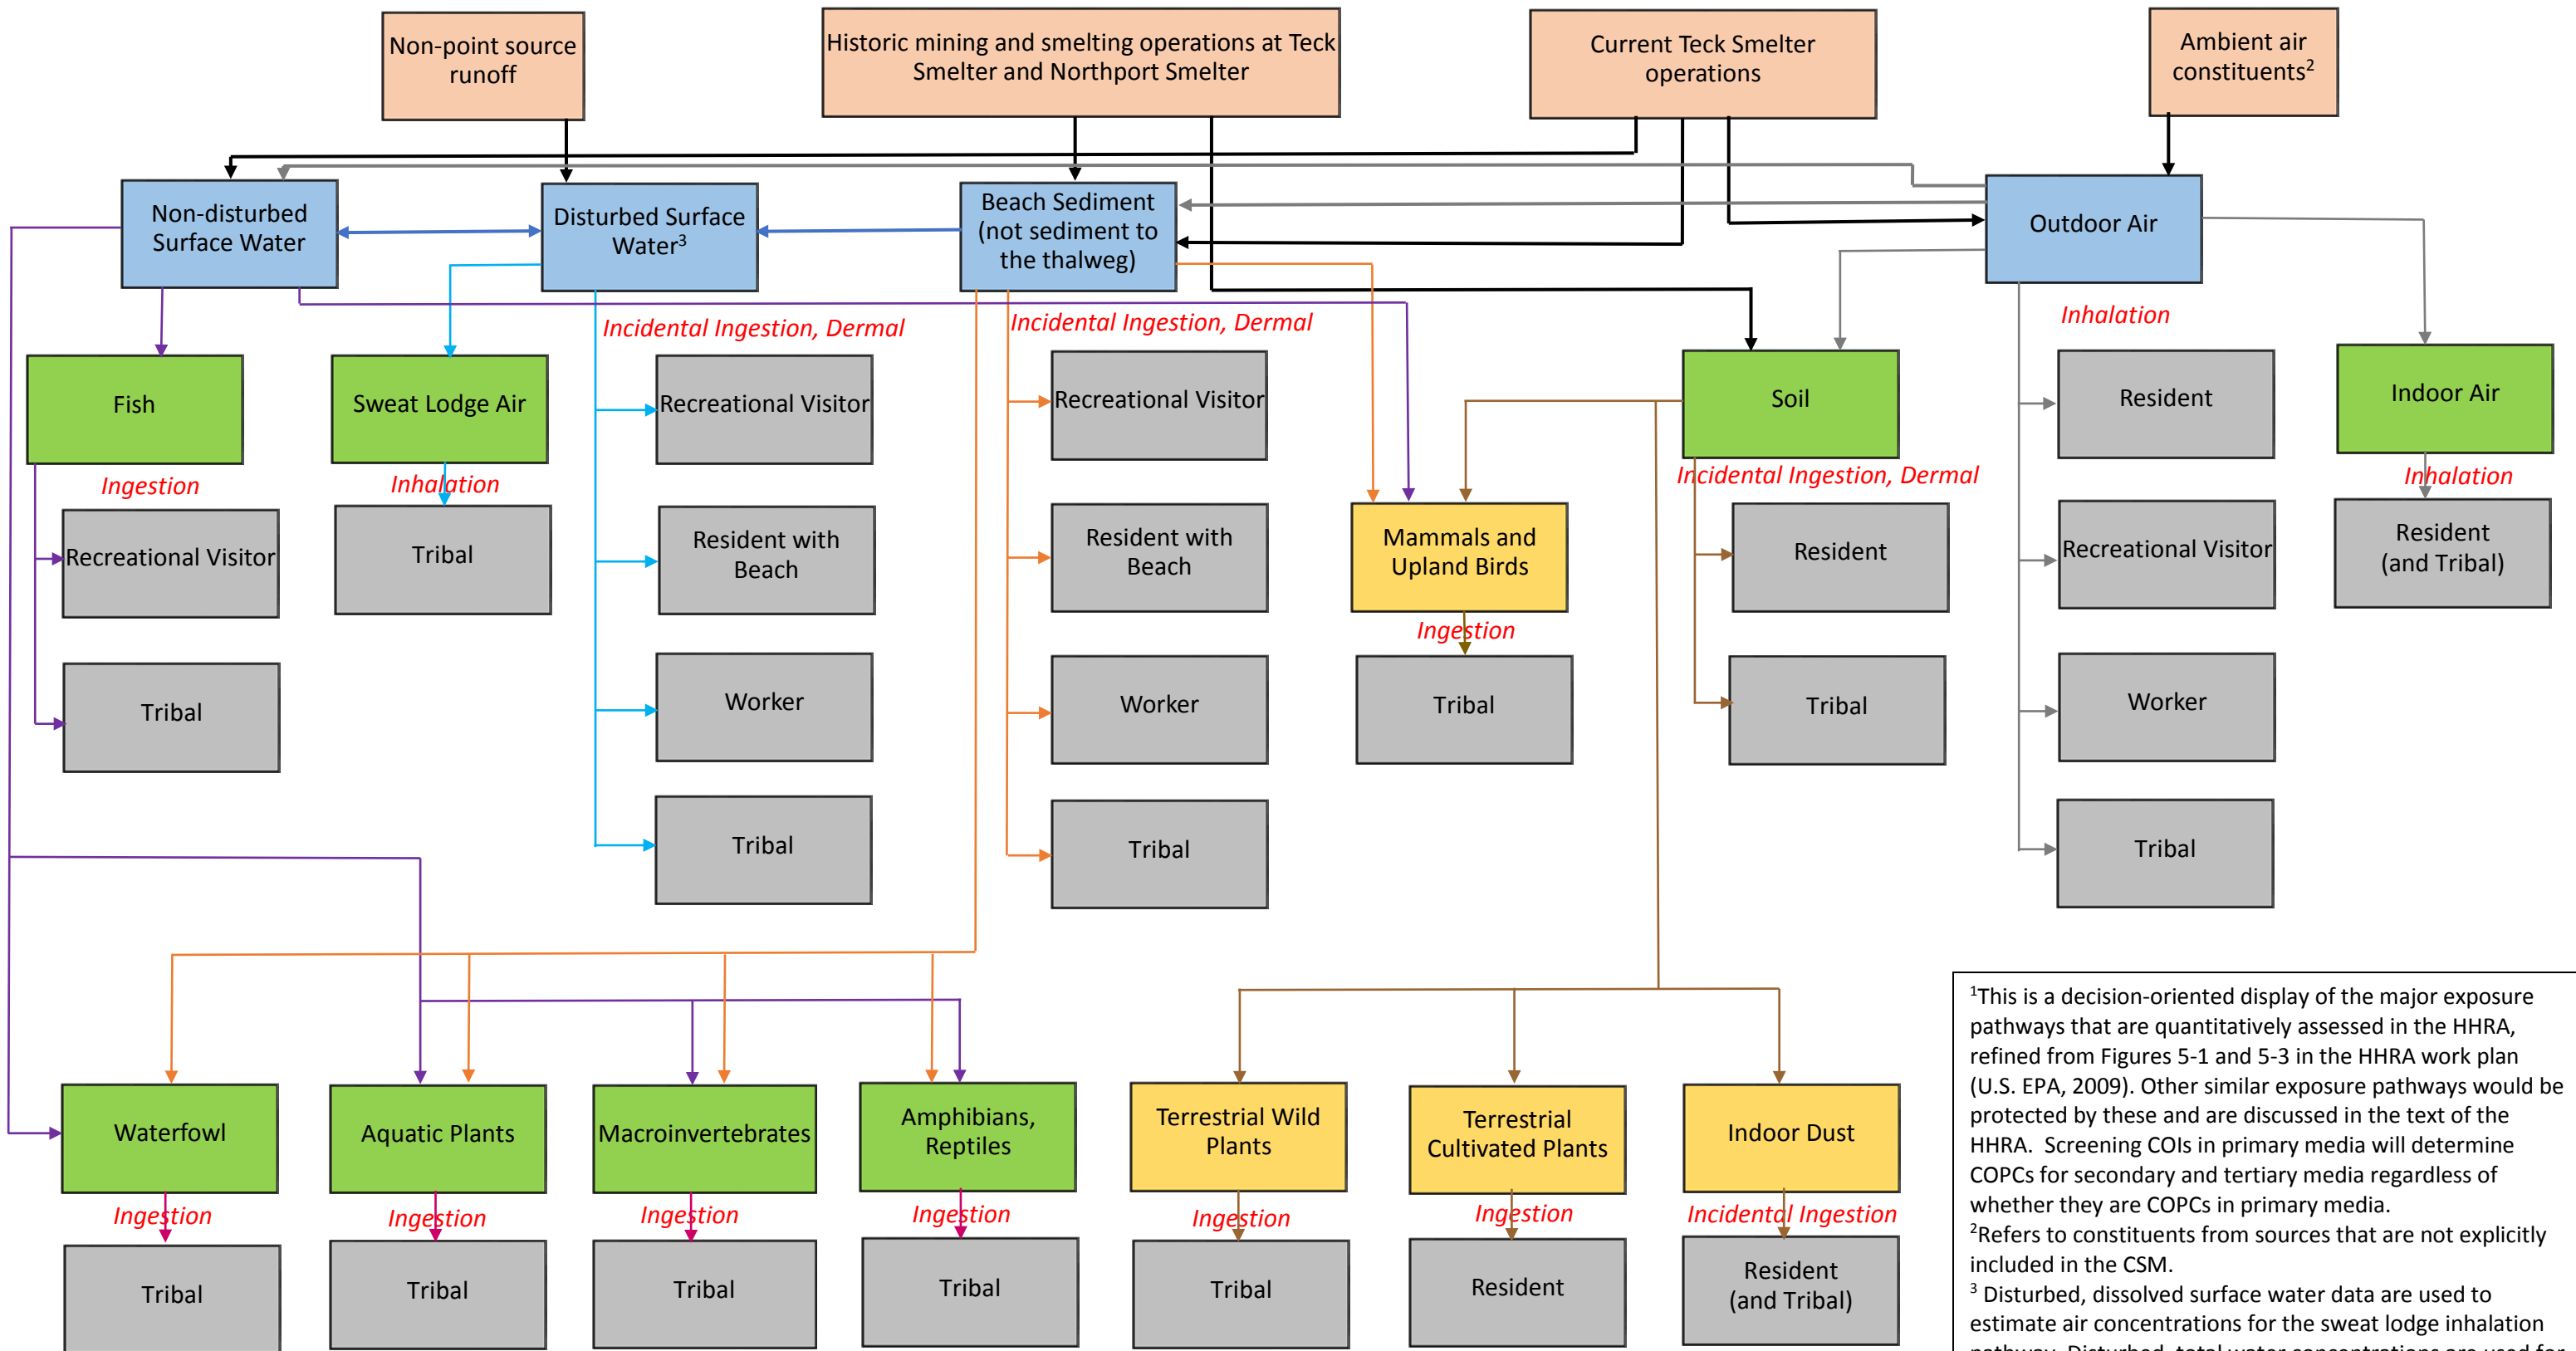 Non-point source
runoff
Historic mining and smelting operations at Teck
Smelter and Northport Smelter
Current Teck Smelter
operations
Ambient air
constituents²
Non-disturbed
Surface Water
Disturbed Surface
Water³
Beach Sediment
(not sediment to
the thalweg)
Outdoor Air
Incidental Ingestion, Dermal
Incidental Ingestion, Dermal
Inhalation
Fish
Sweat Lodge Air
Recreational Visitor
Recreational Visitor
Soil
Resident
Indoor Air
Ingestion
Inhalation
Incidental Ingestion, Dermal
Inhalation
Recreational Visitor
Tribal
Resident with
Beach
Resident with
Beach
Mammals and
Upland Birds
Resident
Recreational Visitor
Resident
(and Tribal)
Ingestion
Tribal
Worker
Worker
Tribal
Tribal
Worker
Tribal
Tribal
Tribal
Waterfowl
Aquatic Plants
Macroinvertebrates
Amphibians,
Reptiles
Terrestrial Wild
Plants
Terrestrial
Cultivated Plants
Indoor Dust
Ingestion
Ingestion
Ingestion
Ingestion
Ingestion
Ingestion
Incidental Ingestion
Tribal
Tribal
Tribal
Tribal
Tribal
Resident
Resident
(and Tribal)
¹This is a decision-oriented display of the major exposure
pathways that are quantitatively assessed in the HHRA,
refined from Figures 5-1 and 5-3 in the HHRA work plan
(U.S. EPA, 2009). Other similar exposure pathways would be
protected by these and are discussed in the text of the
HHRA. Screening COIs in primary media will determine
COPCs for secondary and tertiary media regardless of
whether they are COPCs in primary media.
²Refers to constituents from sources that are not explicitly
included in the CSM.
³ Disturbed, dissolved surface water data are used to
estimate air concentrations for the sweat lodge inhalation
pathway. Disturbed, total water concentrations are used for